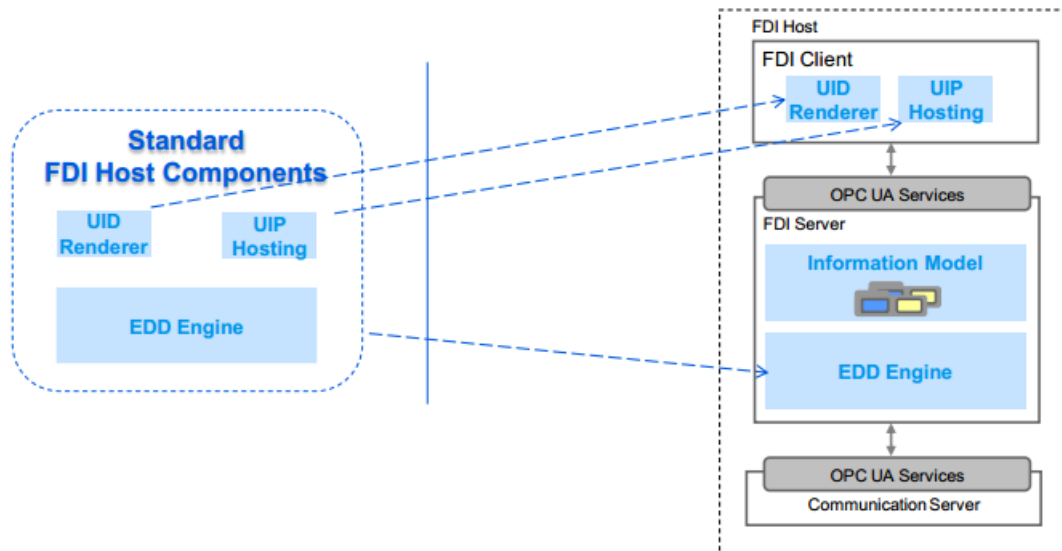 Standard
FDI Host Components
UID
Renderer
UIP
Hosting
EDD Engine
FDI Host
FDI Client
UID
Renderer
UIP
Hosting
OPC UA Services
FDI Server
Information Model
EDD Engine
OPC UA Services
Communication Server